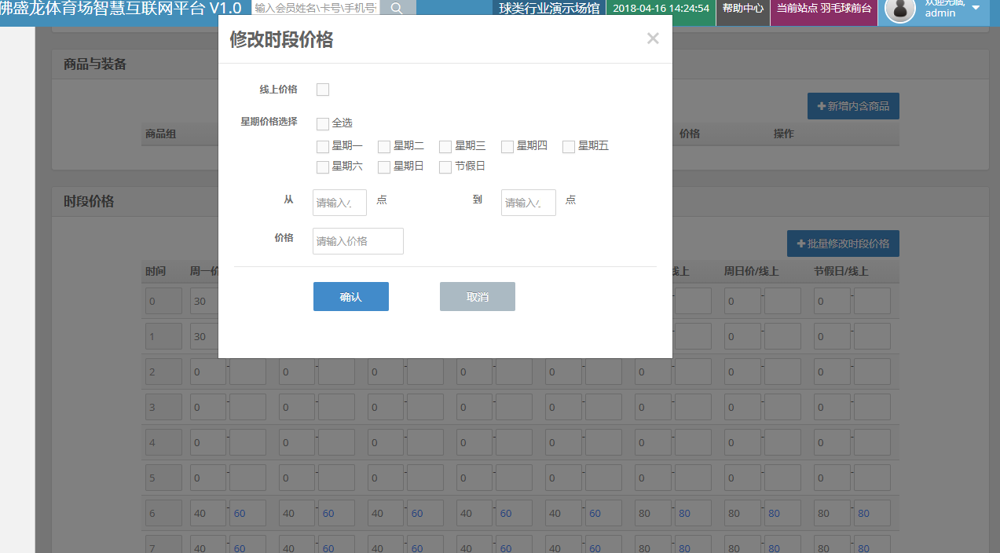 佛盛龙体育场智慧互联网平台 V1.0 输入会员姓名\卡号\手机号 球类行业演示场馆 2018-04-16 14:24:54 帮助中心 当前站点 羽毛球前台 欢迎光临,
admin
修改时段价格 ×
商品与装备
线上价格
新增内含商品
星期价格选择 全选
商品组 价格 操作
星期一 星期二 星期三 星期四 星期五
星期六 星期日 节假日
时段价格
从 请输入 点 到 请输入 点
价格 请输入价格
批量修改时段价格
时间 周一价 线上 周日价/线上 节假日/线上
确认 取消
0 30 0 0
1 30 0 0
2 0 - 0 - 0 - 0 - 0 - 0 - 0 - 0 -
3 0 - 0 - 0 - 0 - 0 - 0 - 0 - 0 -
4 0 - 0 - 0 - 0 - 0 - 0 - 0 - 0 -
5 0 - 0 - 0 - 0 - 0 - 0 - 0 - 0 -
6 40 - 60 40 - 60 40 - 60 40 - 60 40 - 60 80 - 80 80 - 80 80 - 80
7 40 - 60 40 - 60 40 - 60 40 - 60 40 - 60 80 - 80 80 - 80 80 - 80